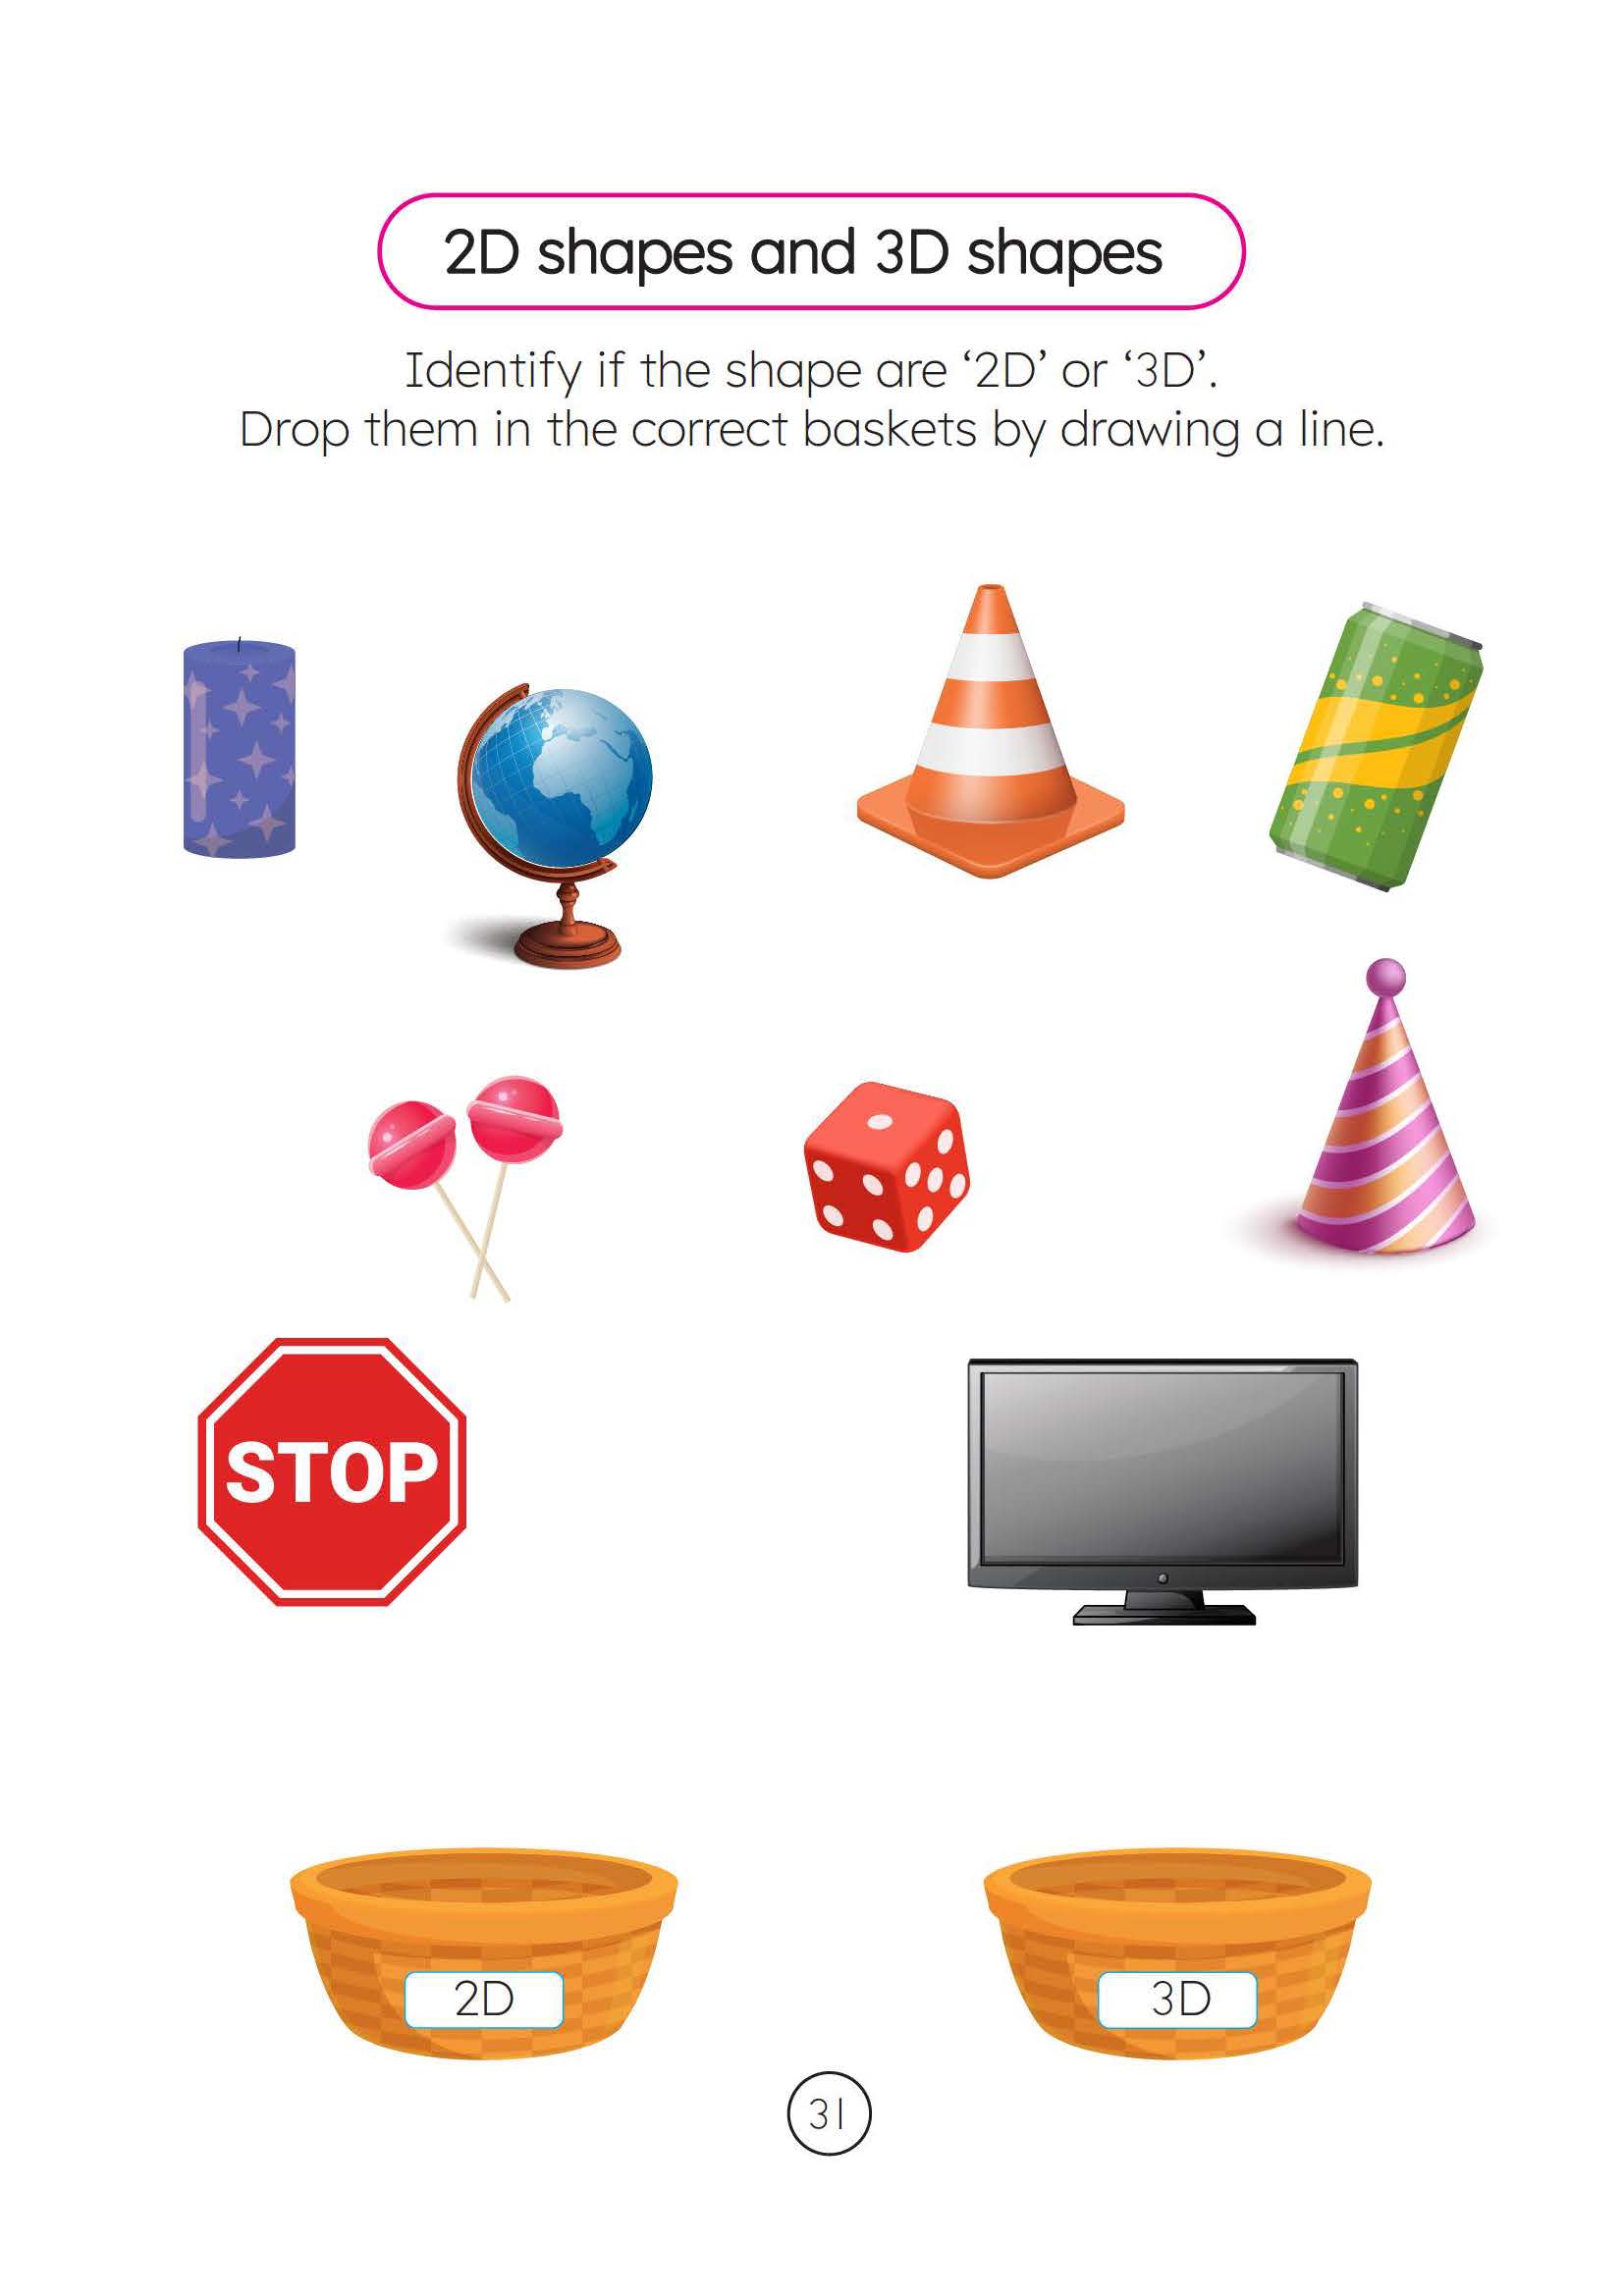 2D shapes and 3D shapes
Identify if the shape are ‘2D’ or ‘3D’.
Drop them in the correct baskets by drawing a line.
STOP
2D
3D
31